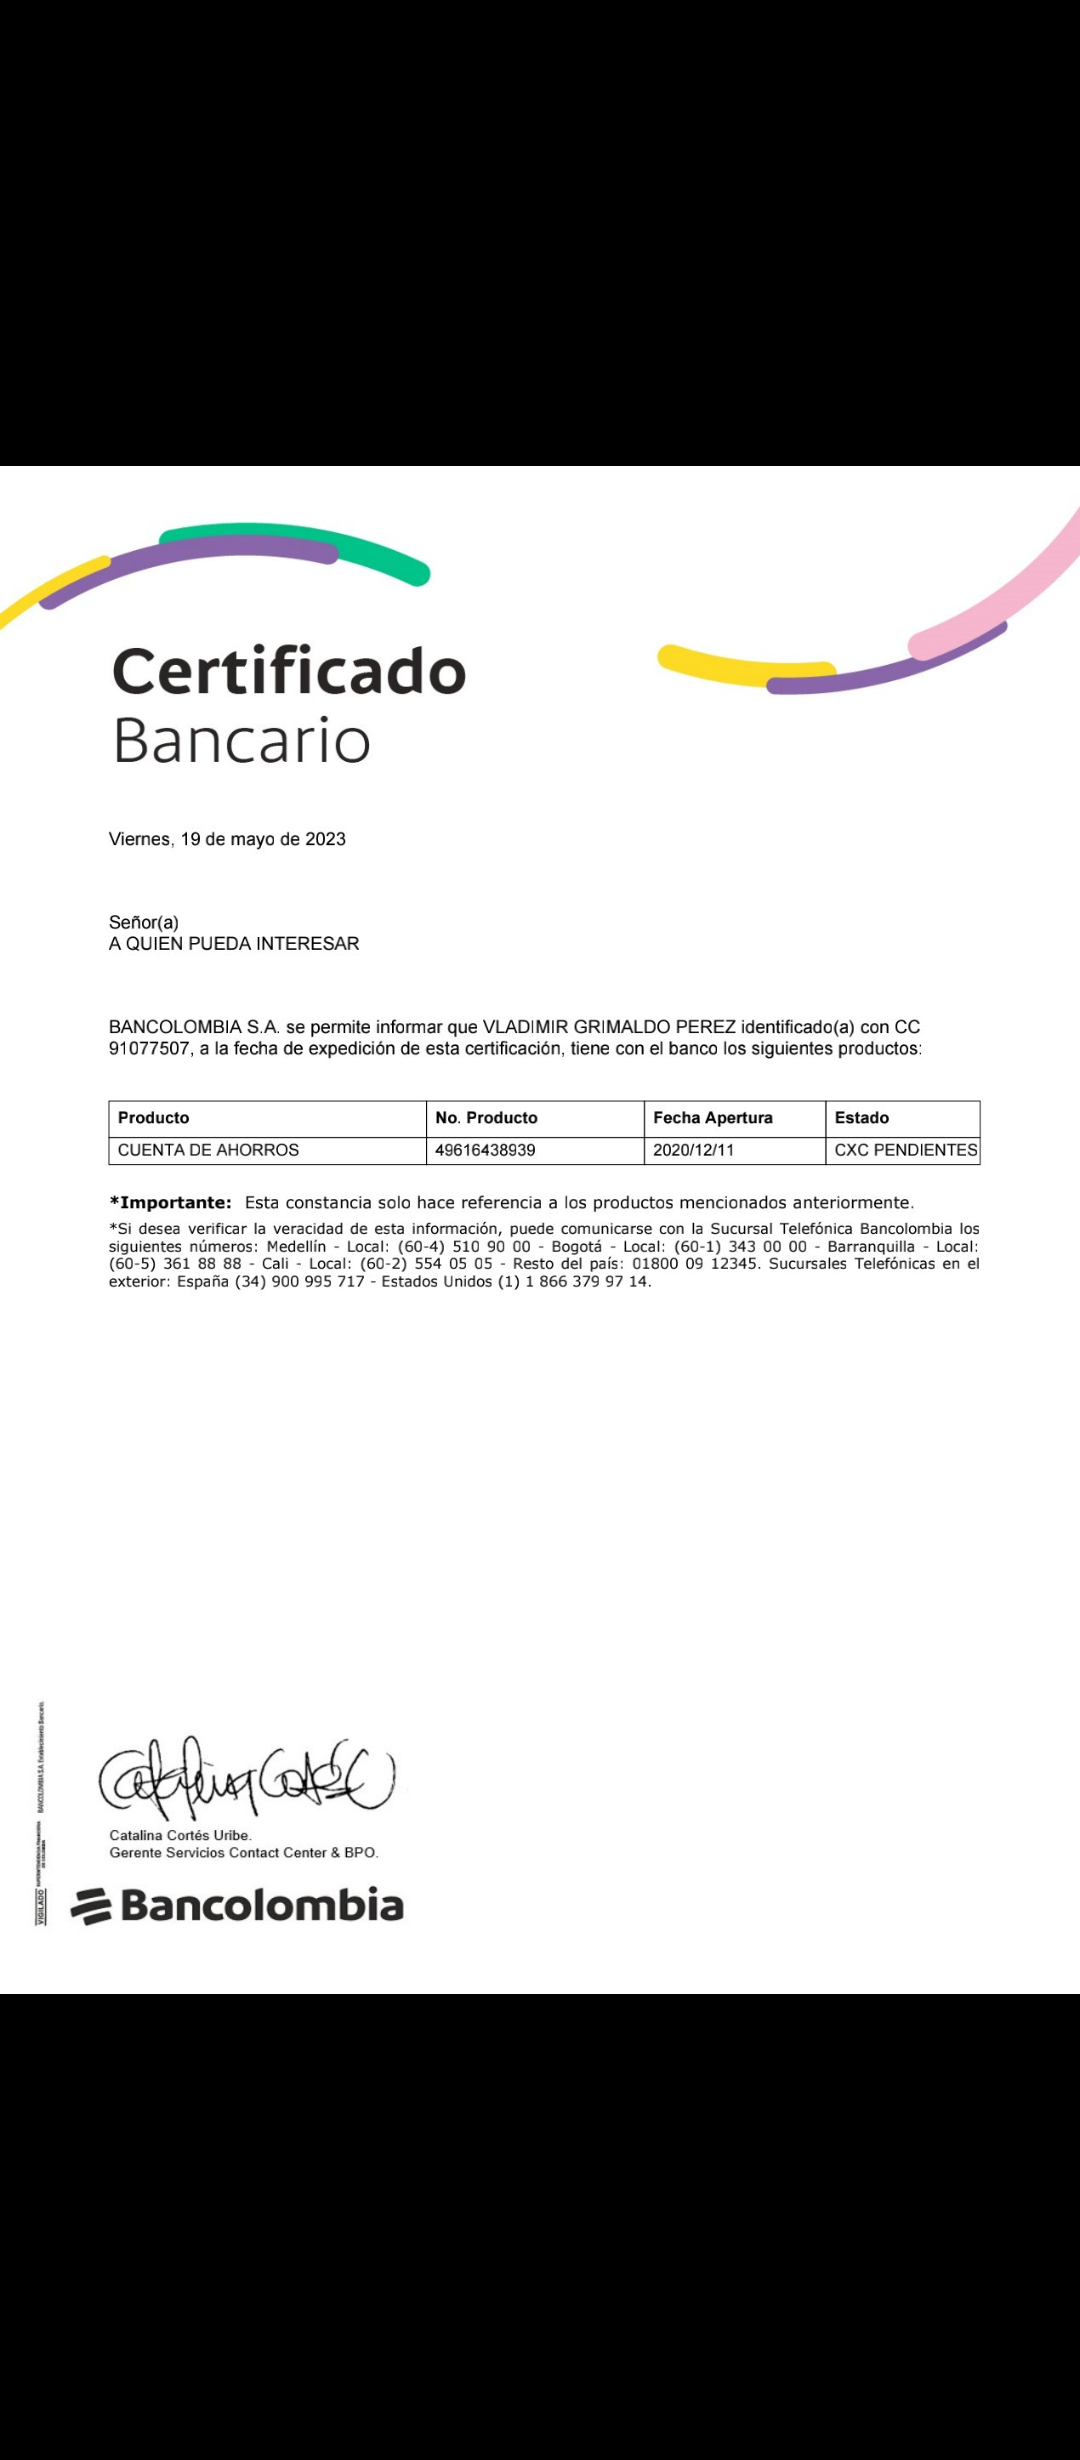 Certificado
Bancario
Viernes, 19 de mayo de 2023
Señor(a)
A QUIEN PUEDA INTERESAR
BANCOLOMBIA S.A. se permite informar que VLADIMIR GRIMALDO PEREZ identificado(a) con CC
91077507, a la fecha de expedición de esta certificación, tiene con el banco los siguientes productos:
Producto No. Producto Fecha Apertura Estado
CUENTA DE AHORROS 49616438939 2020/12/11 CXC PENDIENTES
*Importante: Esta constancia solo hace referencia a los productos mencionados anteriormente.
*Si desea verificar la veracidad de esta información, puede comunicarse con la Sucursal Telefónica Bancolombia los
siguientes números: Medellín - Local: (60-4) 510 90 00 - Bogotá - Local: (60-1) 343 00 00 - Barranquilla - Local:
(60-5) 361 88 88 - Cali - Local: (60-2) 554 05 05 - Resto del país: 01800 09 12345. Sucursales Telefónicas en el
exterior: España (34) 900 995 717 - Estados Unidos (1) 1 866 379 97 14.
Catalina Cortés Uribe.
Gerente Servicios Contact Center & BPO.
Bancolombia
VIGILADO SUPERINTENDENCIA FINANCIERA
DE COLOMBIA
BANCOLOMBIA S.A. Establecimiento Bancario.